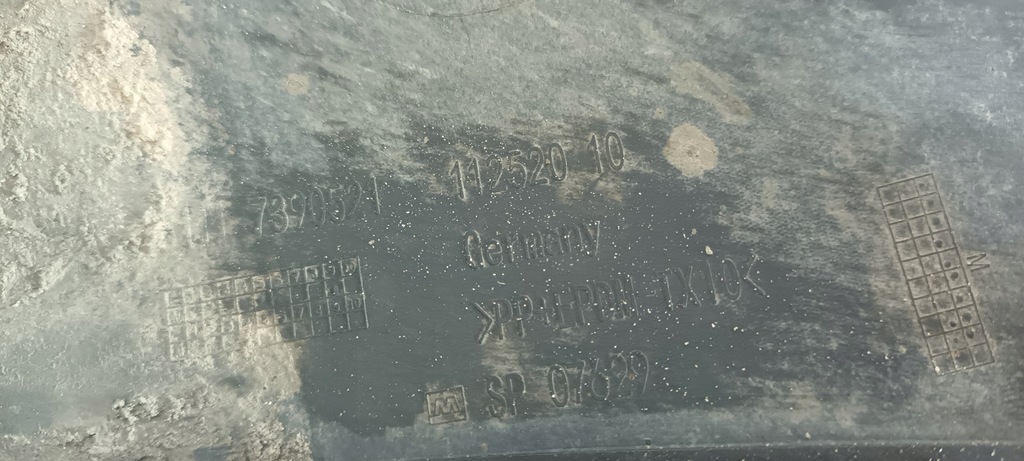 7390521
112520 10
Germany
>PP+EPDM-TX10<
SP 07629
N